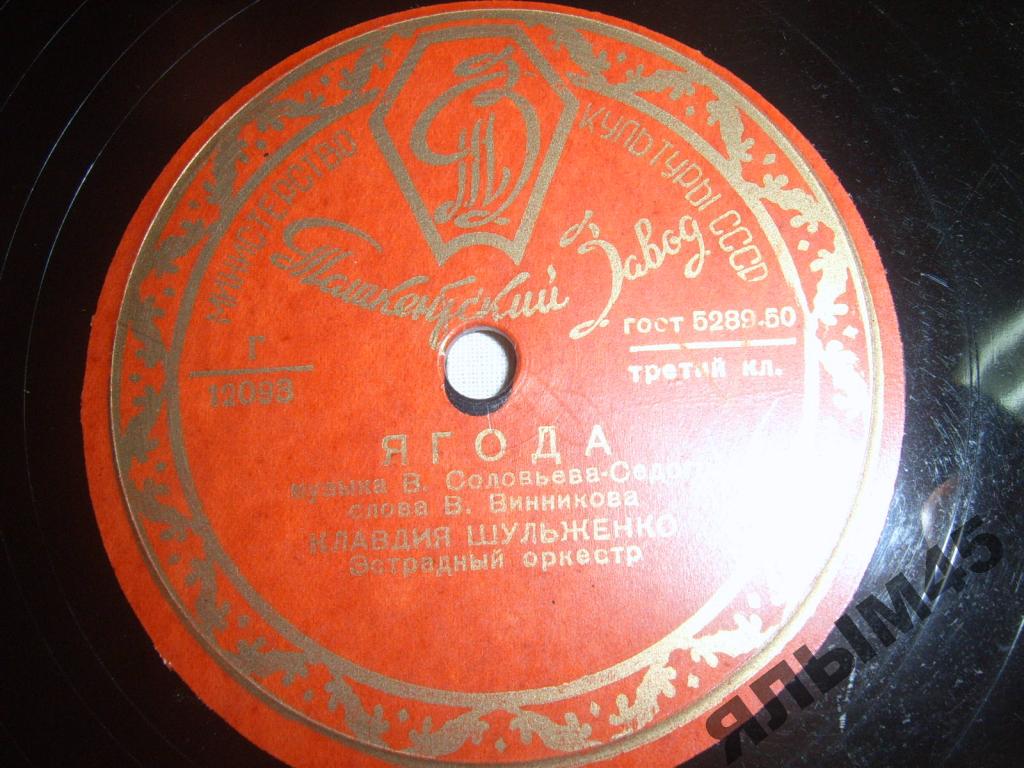 МИНИСТЕРСТВО КУЛЬТУРЫ СССР
Ташкентский Завод
ГОСТ 5289-50
третий кл.
Г
12093
ЯГОДА
музыка В. Соловьева-
слова В. Винникова
КЛАВДИЯ ШУЛЬЖЕНКО
Эстрадный оркестр
ЯЛЫМ45